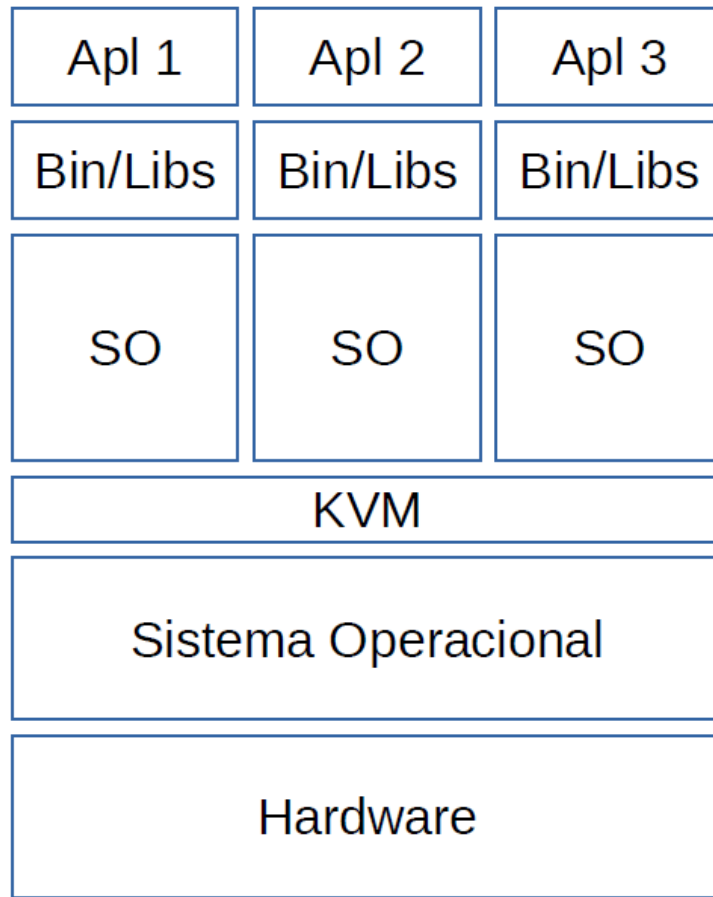 Apl 1 Apl 2 Apl 3
Bin/Libs Bin/Libs Bin/Libs
SO SO SO
KVM
Sistema Operacional
Hardware